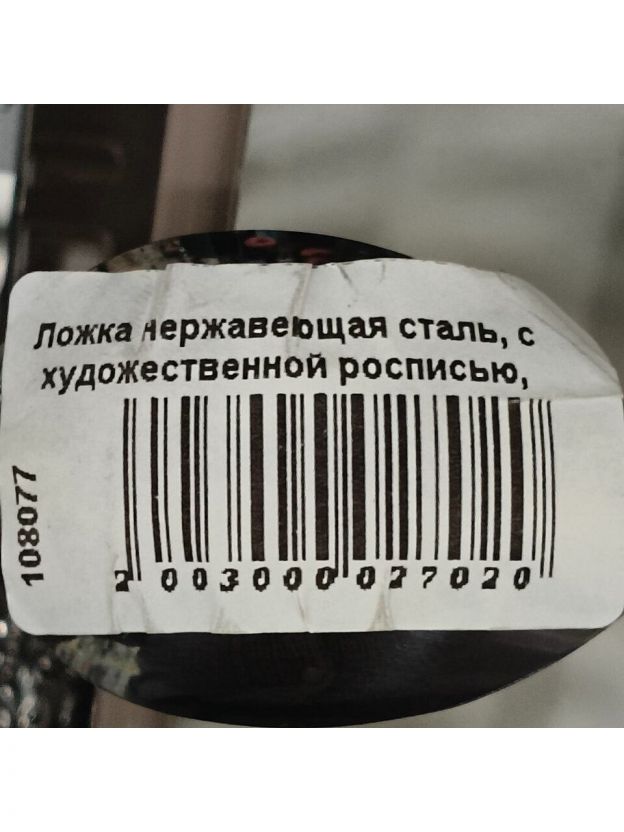 Ложка нержавеющая сталь, с
художественной росписью,
108077
2 003000 027020